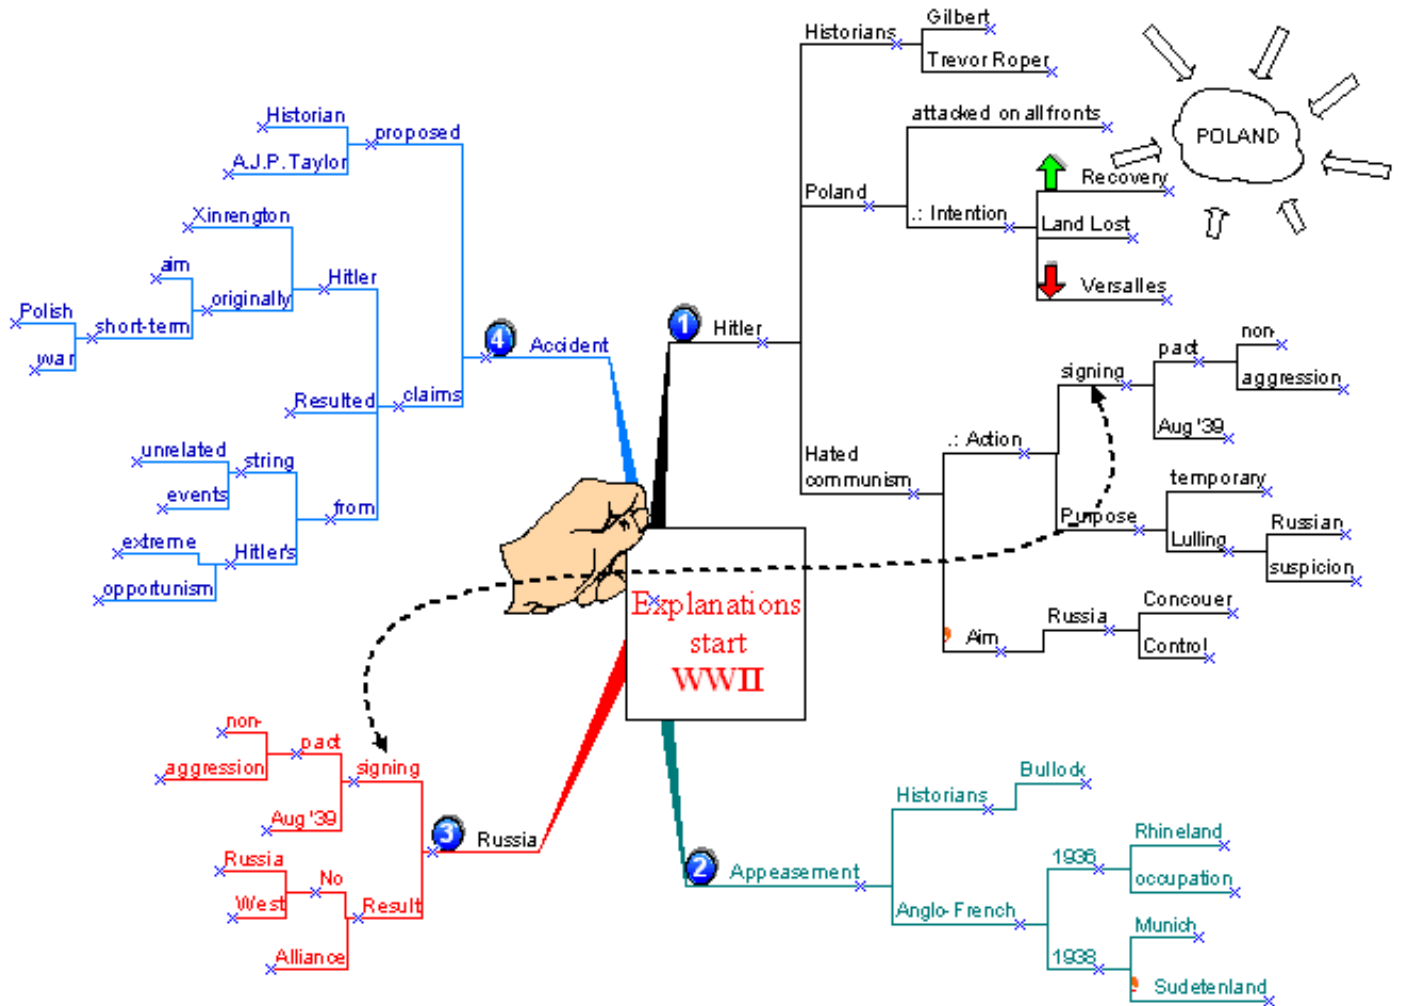 Explanations
start
WWII
1
Hitler
Historians
Gilbert
Trevor Roper
Poland
attacked on all fronts
.: Intention
Recovery
Land Lost
Versalles
POLAND
Hated
communism
.: Action
signing
pact
non-
aggression
Aug '39
Purpose
temporary
Lulling
Russian
suspicion
Aim
Russia
Concouer
Control
2
Appeasement
Historians
Bullock
Anglo-French
1936
Rhineland
occupation
1938
Munich
Sudetenland
3
Russia
signing
pact
non-
aggression
Aug '39
Result
No
Russia
West
Alliance
4
Accident
proposed
Historian
A.J.P. Taylor
claims
Hitler
Xinrengton
originally
aim
short-term
Polish
war
Resulted
from
string
unrelated
events
Hitler's
extreme
opportunism